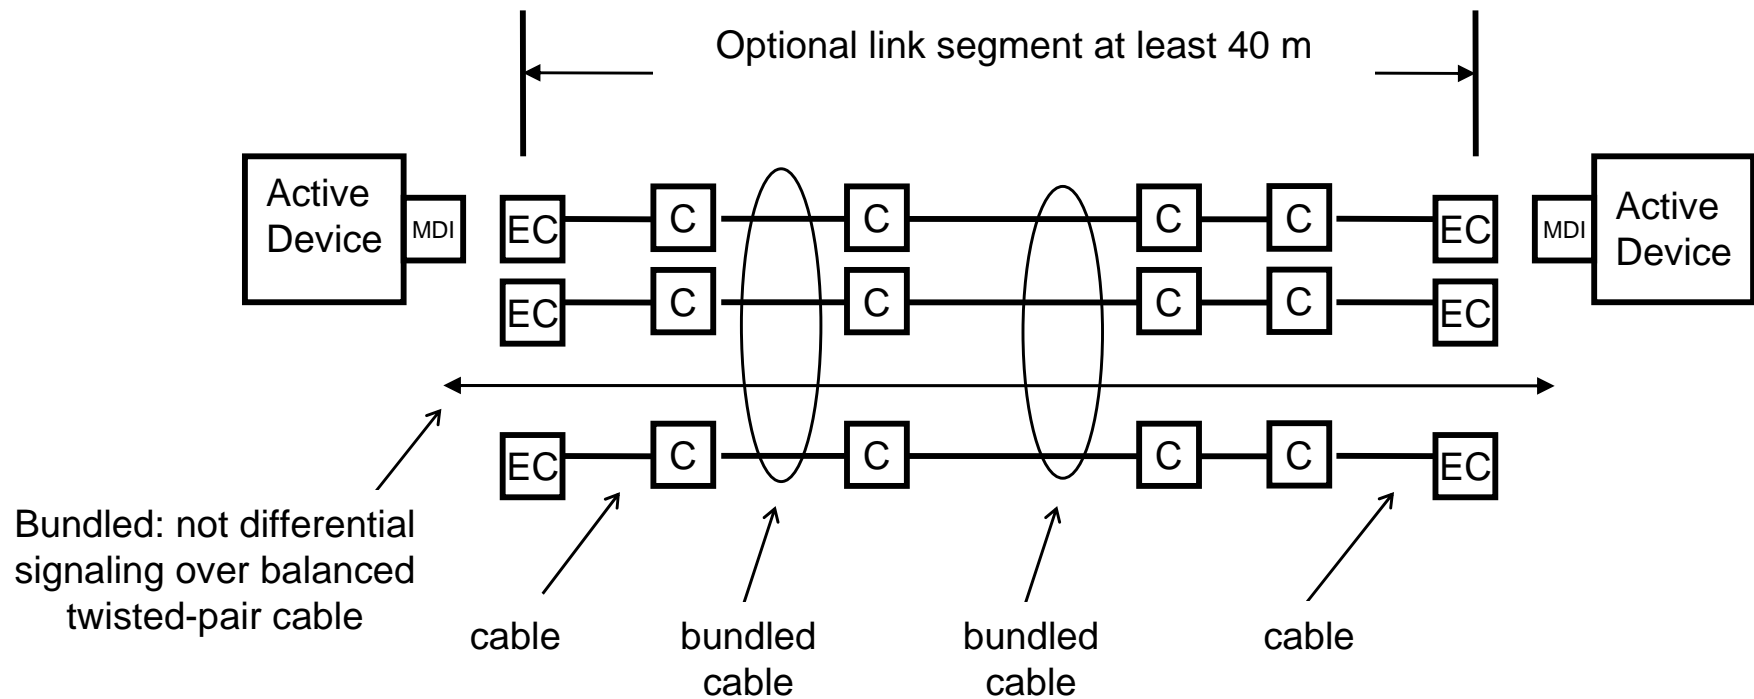 Optional link segment at least 40 m
Active
Device
MDI
EC
C
C
C
C
EC
MDI
Active
Device
EC
C
C
C
C
EC
EC
C
C
C
C
EC
Bundled: not differential
signaling over balanced
twisted-pair cable
cable
bundled
cable
bundled
cable
cable